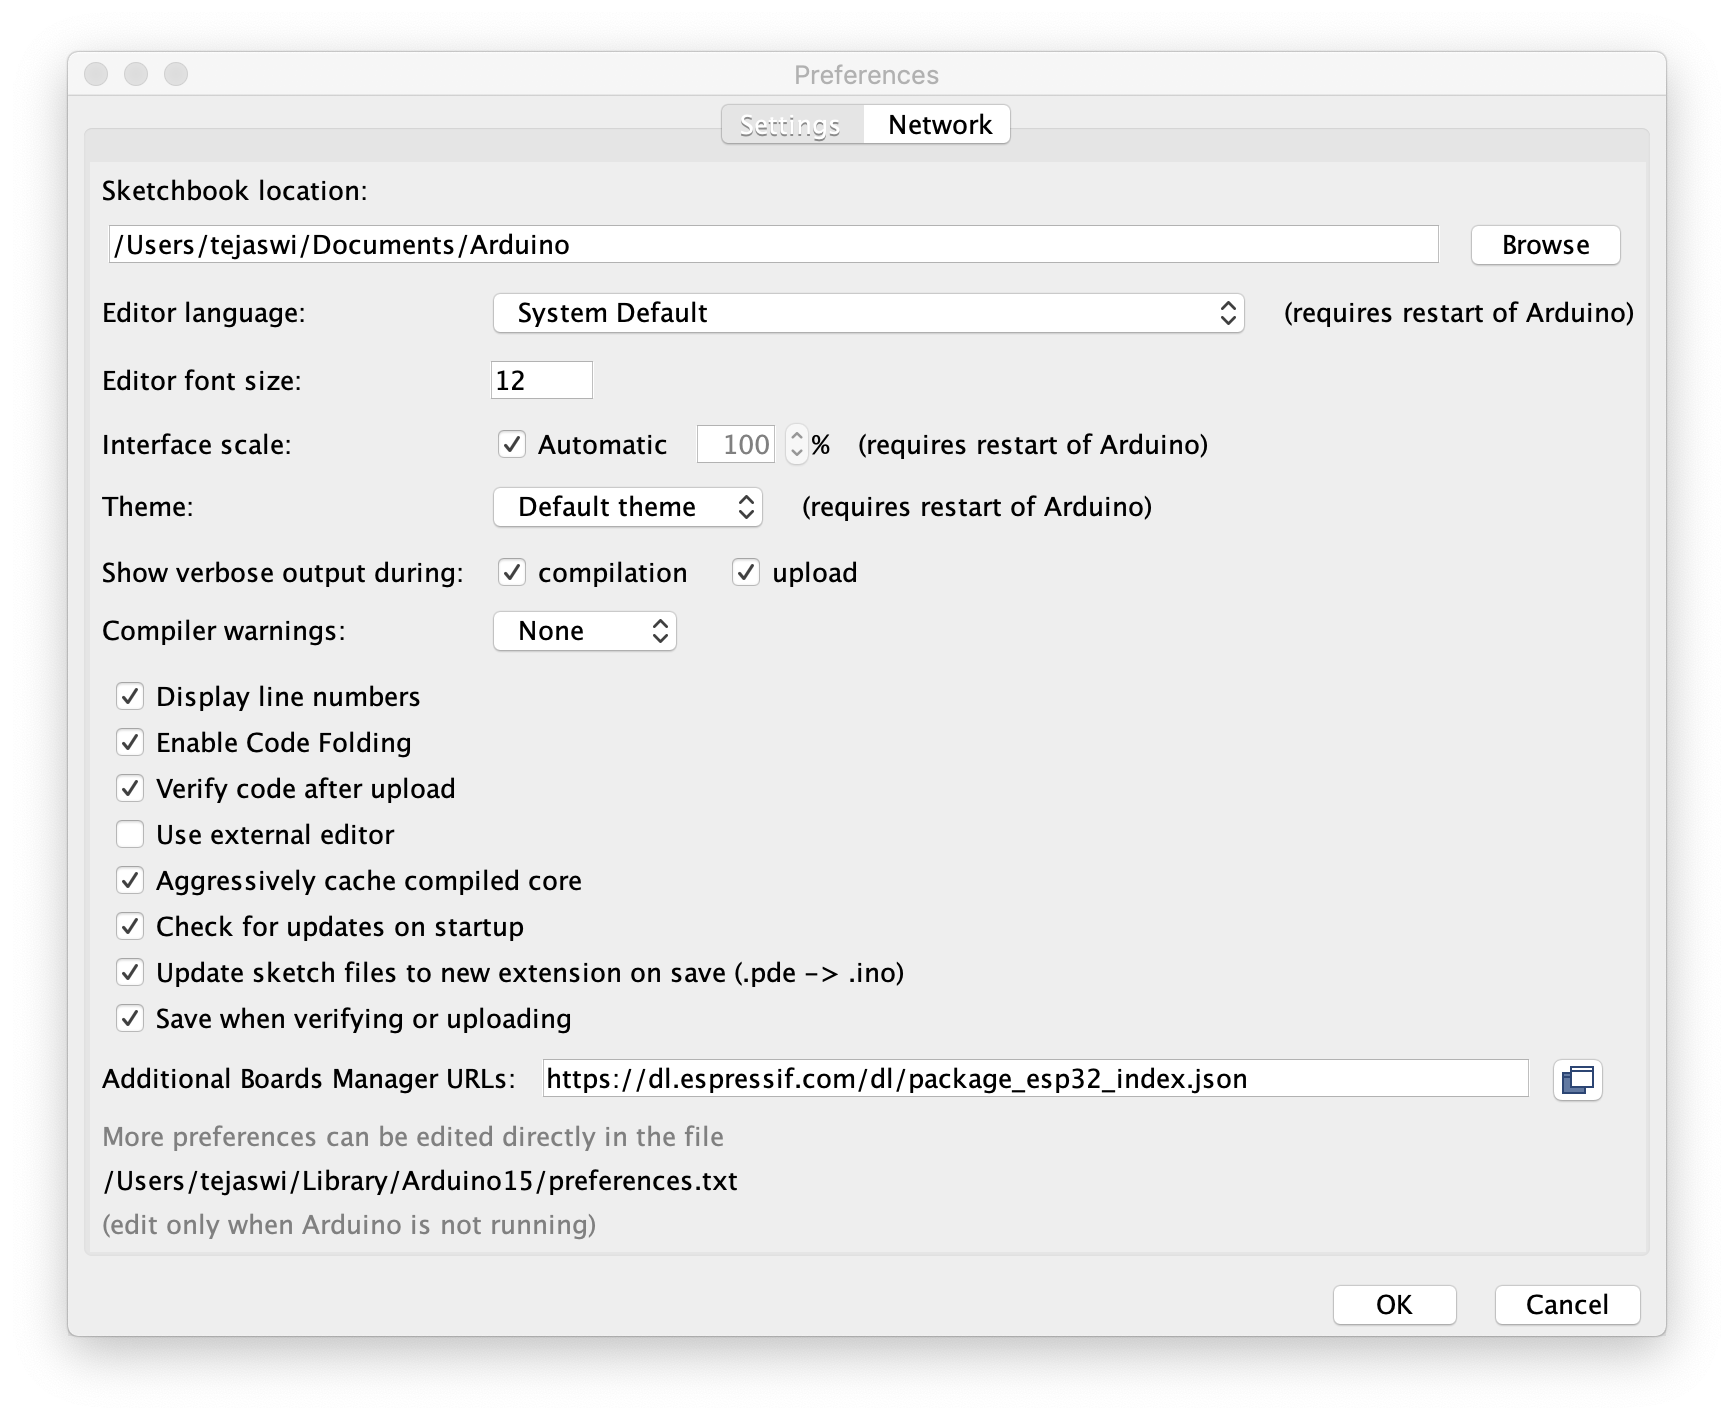 Preferences
Settings Network
Sketchbook location:
/Users/tejaswi/Documents/Arduino Browse
Editor language: System Default (requires restart of Arduino)
Editor font size: 12
Interface scale: Automatic 100 % (requires restart of Arduino)
Theme: Default theme (requires restart of Arduino)
Show verbose output during: compilation upload
Compiler warnings: None
Display line numbers
Enable Code Folding
Verify code after upload
Use external editor
Aggressively cache compiled core
Check for updates on startup
Update sketch files to new extension on save (.pde -> .ino)
Save when verifying or uploading
Additional Boards Manager URLs: https://dl.espressif.com/dl/package_esp32_index.json
More preferences can be edited directly in the file
/Users/tejaswi/Library/Arduino15/preferences.txt
(edit only when Arduino is not running)
OK Cancel